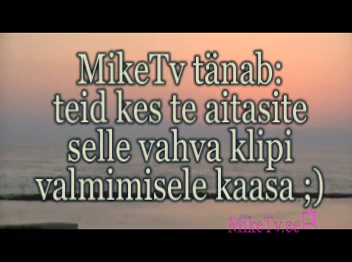 MikeTv tänab:
teid kes te aitasite
selle vahva klipi
valmimisele kaasa ;)
MikeTv.ee